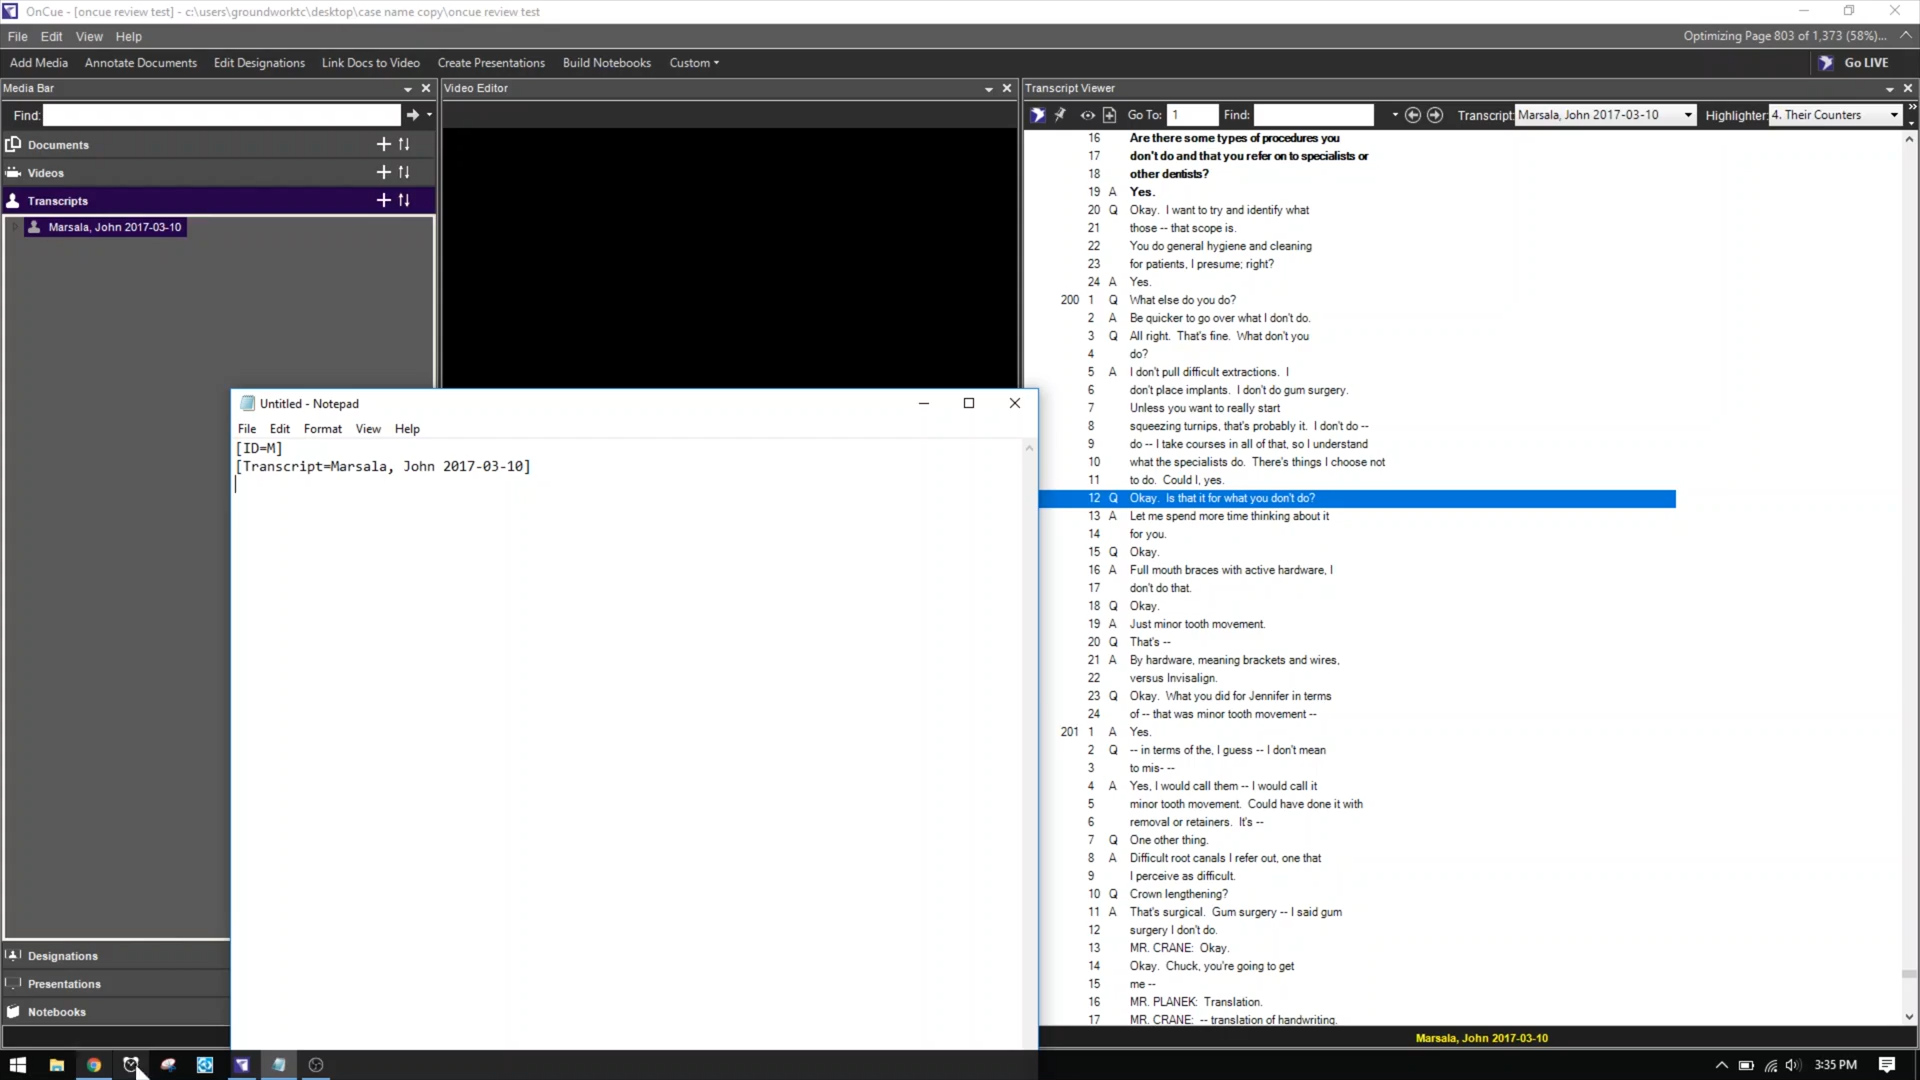 OnCue - [oncue review test] - c:\users\groundworktc\desktop\case name copy\oncue review test
File Edit View Help
Optimizing Page 803 of 1,373 (58%)...
Add Media Annotate Documents Edit Designations Link Docs to Video Create Presentations Build Notebooks Custom
Go LIVE
Media Bar
Find:
Documents
Videos
Transcripts
Marsala, John 2017-03-10
Designations
Presentations
Notebooks
Video Editor
Untitled - Notepad
File Edit Format View Help
[ID=M]
[Transcript=Marsala, John 2017-03-10]
Transcript Viewer
Go To: 1 Find: Transcript: Marsala, John 2017-03-10 Highlighter: 4. Their Counters
16 Are there some types of procedures you
17 don't do and that you refer on to specialists or
18 other dentists?
19 A Yes.
20 Q Okay. I want to try and identify what
21 those -- that scope is.
22 You do general hygiene and cleaning
23 for patients, I presume; right?
24 A Yes.
200 1 Q What else do you do?
2 A Be quicker to go over what I don't do.
3 Q All right. That's fine. What don't you
4 do?
5 A I don't pull difficult extractions. I
6 don't place implants. I don't do gum surgery.
7 Unless you want to really start
8 squeezing turnips, that's probably it. I don't do --
9 do -- I take courses in all of that, so I understand
10 what the specialists do. There's things I choose not
11 to do. Could I, yes.
12 Q Okay. Is that it for what you don't do?
13 A Let me spend more time thinking about it
14 for you.
15 Q Okay.
16 A Full mouth braces with active hardware, I
17 don't do that.
18 Q Okay.
19 A Just minor tooth movement.
20 Q That's --
21 A By hardware, meaning brackets and wires,
22 versus Invisalign.
23 Q Okay. What you did for Jennifer in terms
24 of -- that was minor tooth movement --
201 1 A Yes.
2 Q -- in terms of the, I guess -- I don't mean
3 to mis- --
4 A Yes, I would call them -- I would call it
5 minor tooth movement. Could have done it with
6 removal or retainers. It's --
7 Q One other thing.
8 A Difficult root canals I refer out, one that
9 I perceive as difficult.
10 Q Crown lengthening?
11 A That's surgical. Gum surgery -- I said gum
12 surgery I don't do.
13 MR. CRANE: Okay.
14 Okay. Chuck, you're going to get
15 me --
16 MR. PLANEK: Translation.
17 MR. CRANE: -- translation of handwriting.
Marsala, John 2017-03-10
3:35 PM